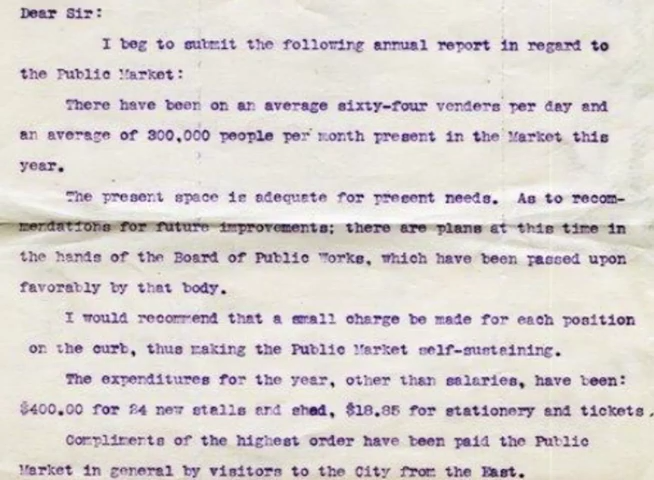 Dear Sir:
I beg to submit the following annual report in regard to
the Public Market:
There have been on an average sixty-four venders per day and
an average of 300,000 people per month present in the Market this
year.
The present space is adequate for present needs. As to recom-
mendations for future improvements; there are plans at this time in
the hands of the Board of Public Works, which have been passed upon
favorably by that body.
I would recommend that a small charge be made for each position
on the curb, thus making the Public Market self-sustaining.
The expenditures for the year, other than salaries, have been:
$400.00 for 24 new stalls and shed, $18.85 for stationery and tickets.
Compliments of the highest order have been paid the Public
Market in general by visitors to the City from the East.